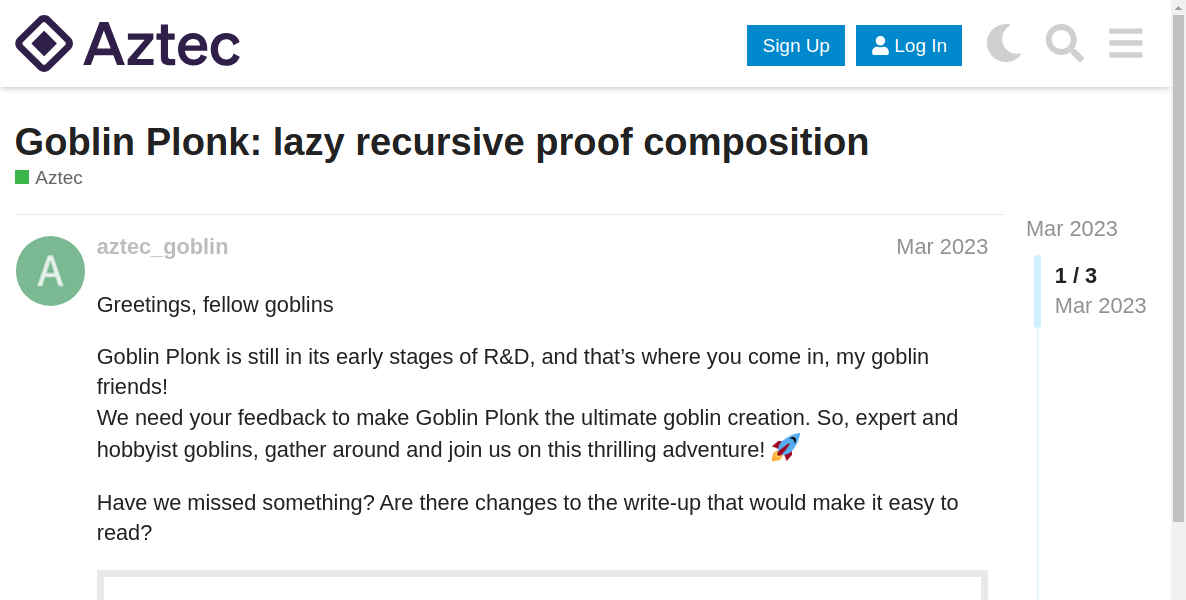 Aztec
Sign Up
Log In
Goblin Plonk: lazy recursive proof composition
Aztec
A
aztec_goblin
Mar 2023
Mar 2023
1 / 3
Mar 2023
Greetings, fellow goblins
Goblin Plonk is still in its early stages of R&D, and that’s where you come in, my goblin
friends!
We need your feedback to make Goblin Plonk the ultimate goblin creation. So, expert and
hobbyist goblins, gather around and join us on this thrilling adventure! 🚀
Have we missed something? Are there changes to the write-up that would make it easy to
read?